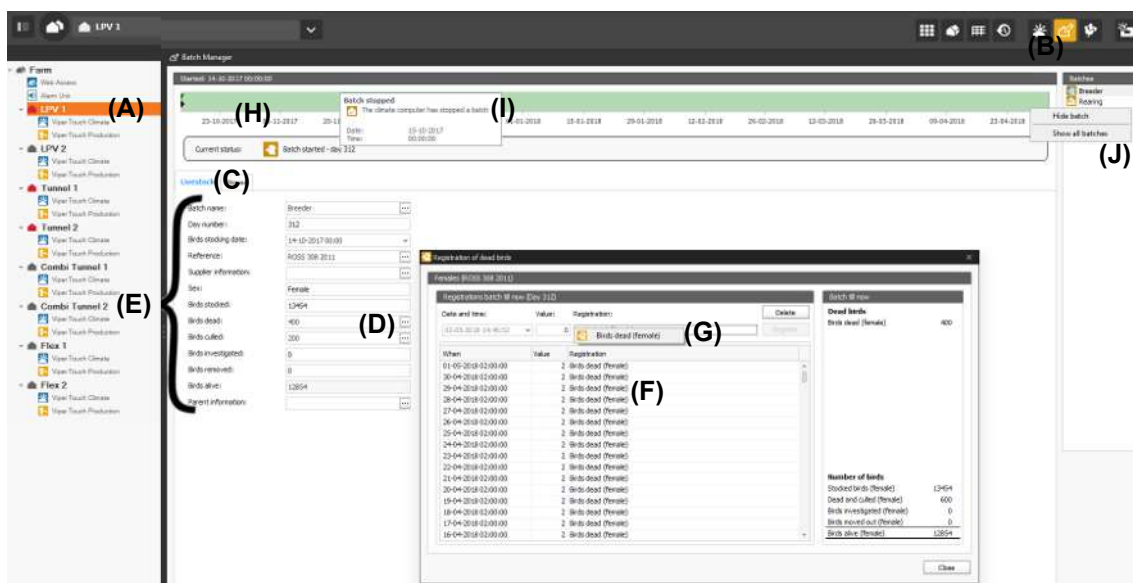 LPV 1
(B)
Batch Manager
Farm
Web Access
Alarm Unit
LPV 1
(A)
Viper Touch Climate
Viper Touch Production
LPV 2
Viper Touch Climate
Viper Touch Production
Tunnel 1
Viper Touch Climate
Viper Touch Production
Tunnel 2
Viper Touch Climate
Viper Touch Production
Combi Tunnel 1
Viper Touch Climate
Viper Touch Production
Combi Tunnel 2
Viper Touch Climate
Viper Touch Production
Flex 1
Viper Touch Climate
Viper Touch Production
Flex 2
Viper Touch Climate
Viper Touch Production
Started: 14-10-2017 00:00:00
(H)
Batch stopped
The climate computer has stopped a batch
Date: 15-10-2017
Time: 00:00:00
(I)
23-10-2017
-11-2017
15-01-2018 29-01-2018 12-02-2018 26-02-2018 12-03-2018 26-03-2018 09-04-2018 23-04-2018
Current status: Batch started - day 312
Batches
Breeder
Rearing
Hide batch
Show all batches
(J)
Livestock
(C)
(E)
Batch name: Breeder
Day number: 312
Birds stocking date: 14-10-2017 00:00
Reference: ROSS 308 2011
Supplier information:
Sex: Female
Birds stocked: 13454
Birds dead: 400
(D)
Birds culled: 200
Birds investigated: 0
Birds removed: 0
Birds alive: 12854
Parent information:
Registration of dead birds
Females (ROSS 308 2011)
Registrations batch till now (Day 312)
Date and time: Value: Registration: Delete
0 Register
Birds dead (female)
(G)
When Value Registration
01-05-2018 02:00:00 2 Birds dead (female)
30-04-2018 02:00:00 2 Birds dead (female)
29-04-2018 02:00:00 2 Birds dead (female)
(F)
28-04-2018 02:00:00 2 Birds dead (female)
27-04-2018 02:00:00 2 Birds dead (female)
26-04-2018 02:00:00 2 Birds dead (female)
25-04-2018 02:00:00 2 Birds dead (female)
24-04-2018 02:00:00 2 Birds dead (female)
23-04-2018 02:00:00 2 Birds dead (female)
22-04-2018 02:00:00 2 Birds dead (female)
21-04-2018 02:00:00 2 Birds dead (female)
20-04-2018 02:00:00 2 Birds dead (female)
19-04-2018 02:00:00 2 Birds dead (female)
18-04-2018 02:00:00 2 Birds dead (female)
17-04-2018 02:00:00 2 Birds dead (female)
16-04-2018 02:00:00 2 Birds dead (female)
Batch till now
Dead birds
Birds dead (female) 400
Number of birds
Stocked birds (female) 13454
Dead and culled (female) 600
Birds investigated (female) 0
Birds moved out (female) 0
Birds alive (female) 12854
Close